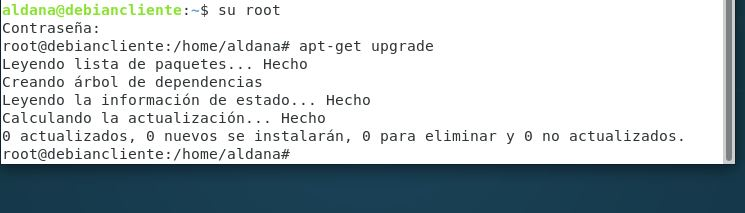 aldana@debiancliente:~$ su root
Contraseña:
root@debiancliente:/home/aldana# apt-get upgrade
Leyendo lista de paquetes... Hecho
Creando árbol de dependencias
Leyendo la información de estado... Hecho
Calculando la actualización... Hecho
0 actualizados, 0 nuevos se instalarán, 0 para eliminar y 0 no actualizados.
root@debiancliente:/home/aldana#